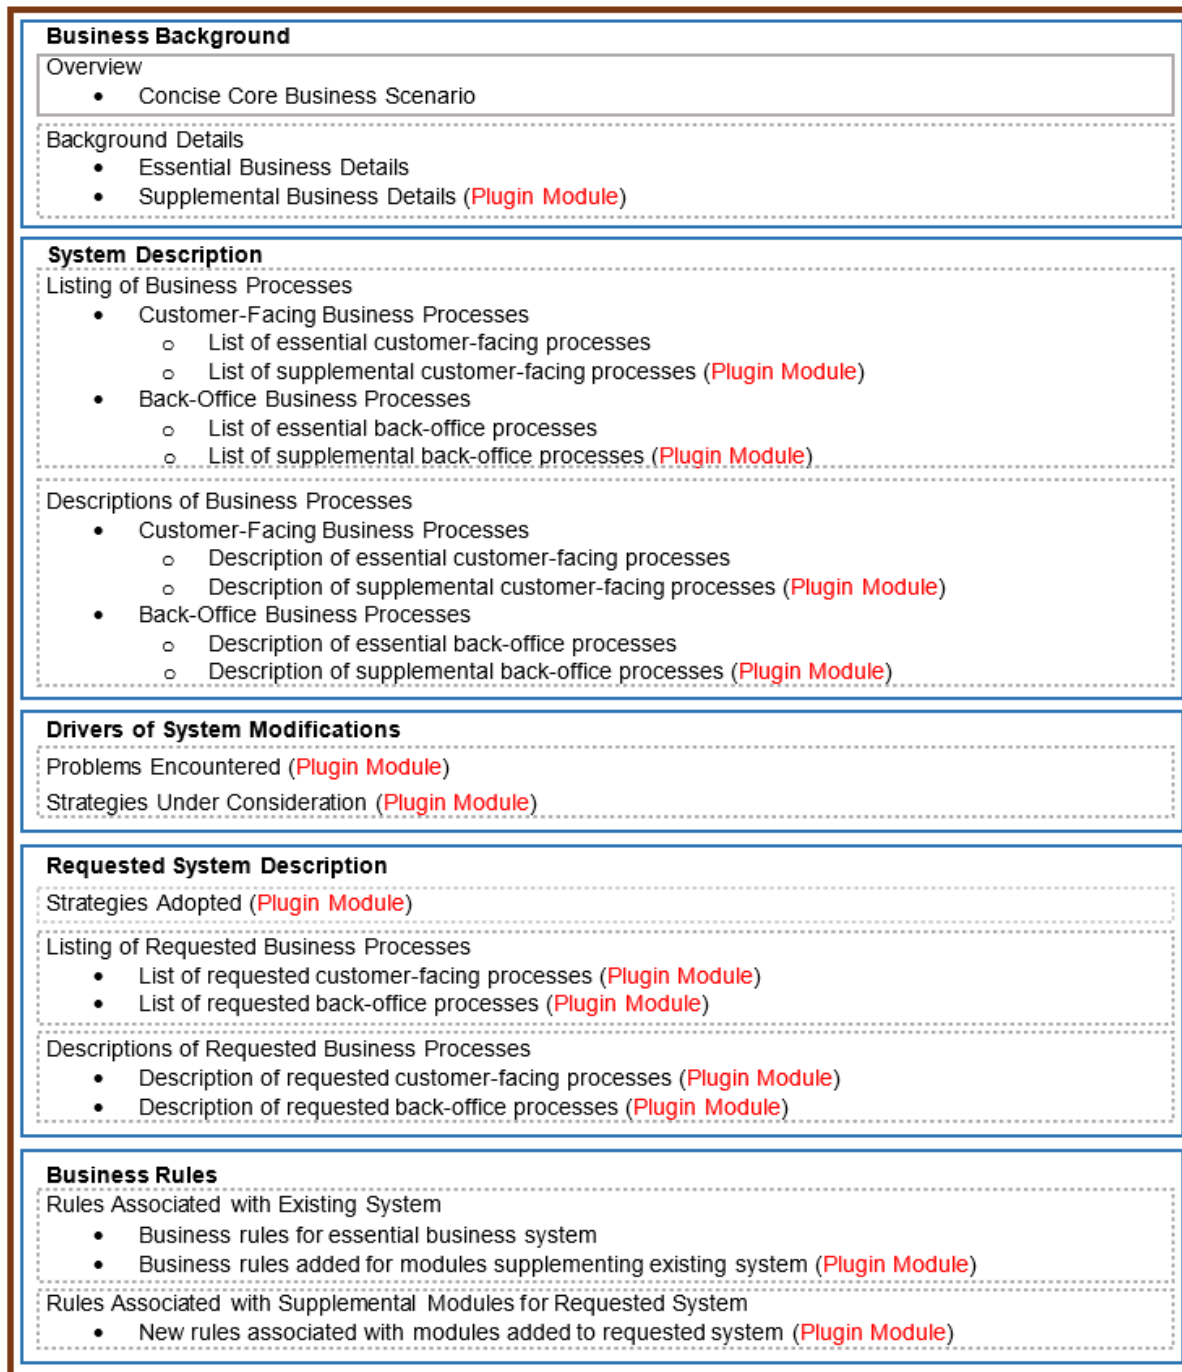 Business Background
Overview
• Concise Core Business Scenario
Background Details
• Essential Business Details
• Supplemental Business Details (Plugin Module)
System Description
Listing of Business Processes
• Customer-Facing Business Processes
o List of essential customer-facing processes
o List of supplemental customer-facing processes (Plugin Module)
• Back-Office Business Processes
o List of essential back-office processes
o List of supplemental back-office processes (Plugin Module)
Descriptions of Business Processes
• Customer-Facing Business Processes
o Description of essential customer-facing processes
o Description of supplemental customer-facing processes (Plugin Module)
• Back-Office Business Processes
o Description of essential back-office processes
o Description of supplemental back-office processes (Plugin Module)
Drivers of System Modifications
Problems Encountered (Plugin Module)
Strategies Under Consideration (Plugin Module)
Requested System Description
Strategies Adopted (Plugin Module)
Listing of Requested Business Processes
• List of requested customer-facing processes (Plugin Module)
• List of requested back-office processes (Plugin Module)
Descriptions of Requested Business Processes
• Description of requested customer-facing processes (Plugin Module)
• Description of requested back-office processes (Plugin Module)
Business Rules
Rules Associated with Existing System
• Business rules for essential business system
• Business rules added for modules supplementing existing system (Plugin Module)
Rules Associated with Supplemental Modules for Requested System
• New rules associated with modules added to requested system (Plugin Module)